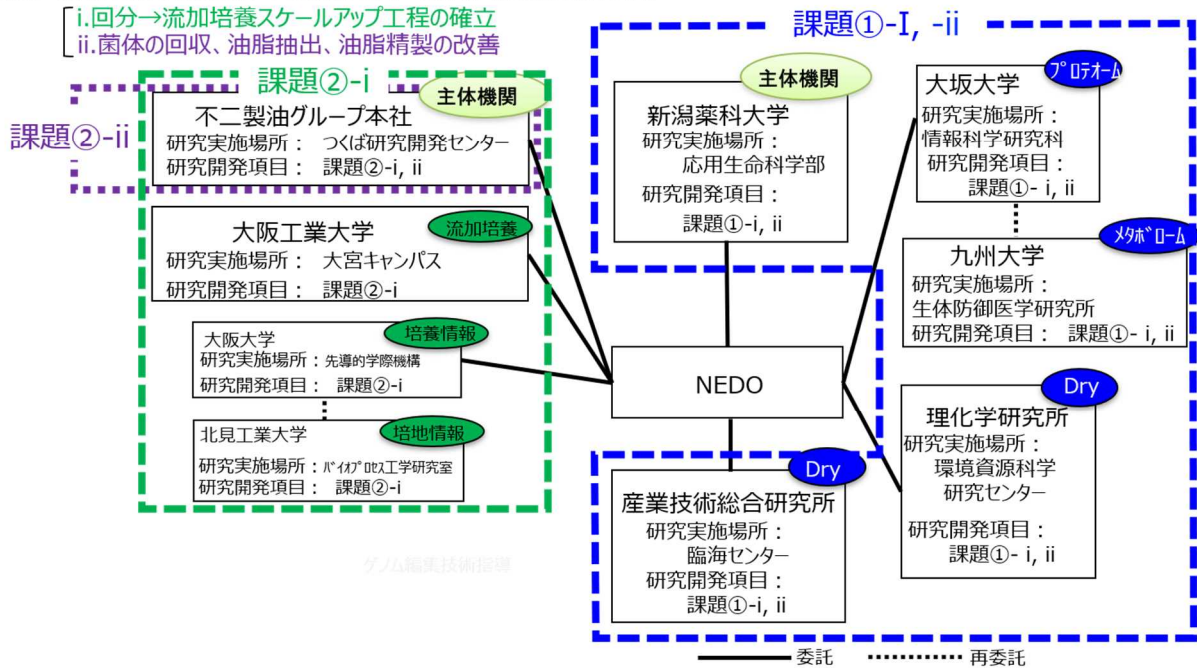 i.回分→流加培養スケールアップ工程の確立
ii.菌体の回収、油脂抽出、油脂精製の改善
課題②-i
課題②-ii
主体機関
不二製油グループ本社
研究実施場所： つくば研究開発センター
研究開発項目： 課題②-i, ii
流加培養
大阪工業大学
研究実施場所： 大宮キャンパス
研究開発項目： 課題②-i
培養情報
大阪大学
研究実施場所：先導的学際機構
研究開発項目： 課題②-i
培地情報
北見工業大学
研究実施場所：バイオプロセス工学研究室
研究開発項目： 課題②-i
ゲノム編集技術指導
課題①-I, -ii
主体機関
新潟薬科大学
研究実施場所：
応用生命科学部
研究開発項目：
課題①-i, ii
NEDO
Dry
産業技術総合研究所
研究実施場所：
臨海センター
研究開発項目：
課題①-i, ii
プロテオーム
大坂大学
研究実施場所：
情報科学研究科
研究開発項目：
課題①- i, ii
メタボローム
九州大学
研究実施場所：
生体防御医学研究所
研究開発項目： 課題①- i, ii
Dry
理化学研究所
研究実施場所：
環境資源科学
研究センター
研究開発項目：
課題①- i, ii
委託
再委託